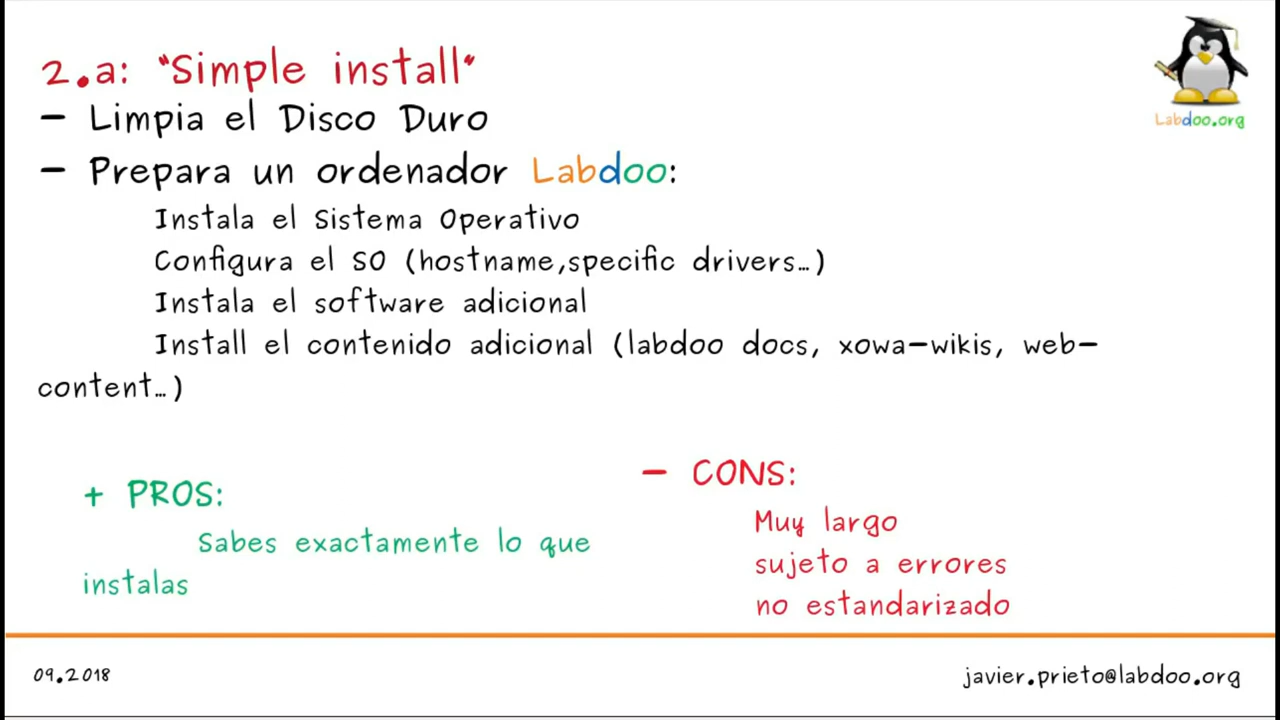 2.a: "Simple install"
Labdoo.org
- Limpia el Disco Duro
- Prepara un ordenador Labdoo:
Instala el Sistema Operativo
Configura el SO (hostname,specific drivers…)
Instala el software adicional
Install el contenido adicional (labdoo docs, xowa-wikis, web-
content…)
+ PROS:
Sabes exactamente lo que
instalas
- CONS:
Muy largo
sujeto a errores
no estandarizado
09.2018
javier.prieto@labdoo.org